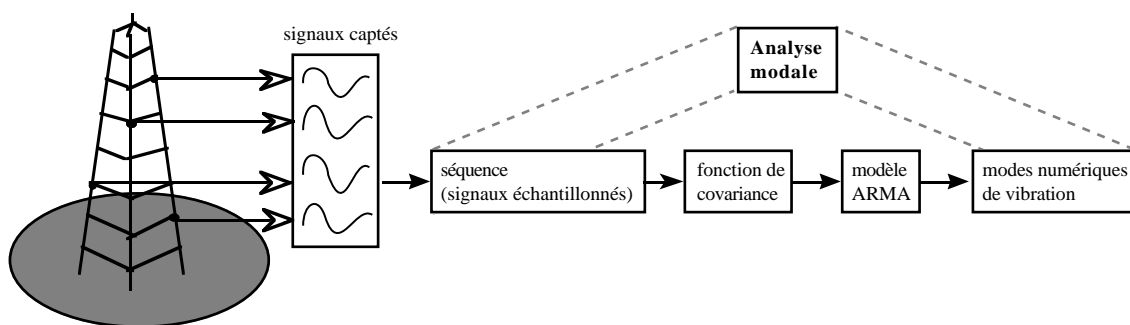 signaux captés
Analyse
modale
séquence
(signaux échantillonnés)
fonction de
covariance
modèle
ARMA
modes numériques
de vibration